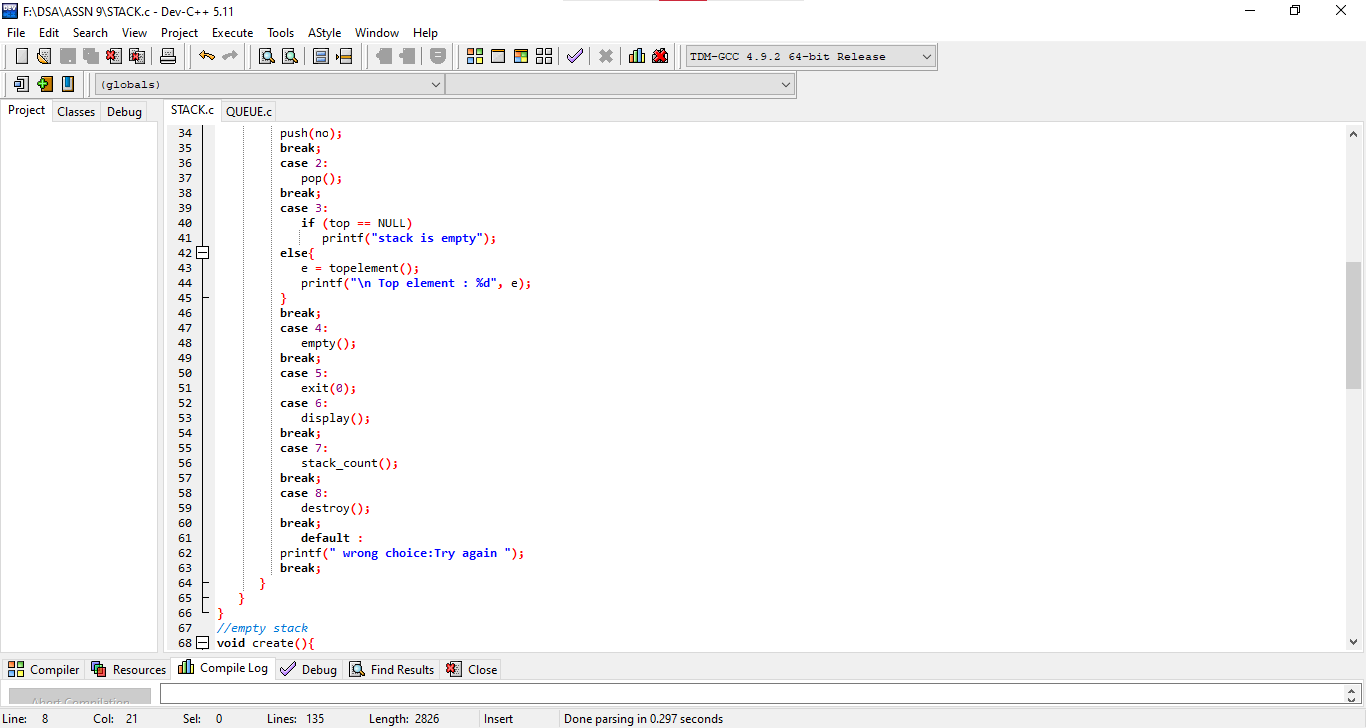 F:\DSA\ASSN 9\STACK.c - Dev-C++ 5.11
File Edit Search View Project Execute Tools AStyle Window Help
TDM-GCC 4.9.2 64-bit Release
(globals)
Project Classes Debug STACK.c QUEUE.c
34 push(no);
35 break;
36 case 2:
37 pop();
38 break;
39 case 3:
40 if (top == NULL)
41 printf("stack is empty");
42 else{
43 e = topelement();
44 printf("\n Top element : %d", e);
45 }
46 break;
47 case 4:
48 empty();
49 break;
50 case 5:
51 exit(0);
52 case 6:
53 display();
54 break;
55 case 7:
56 stack_count();
57 break;
58 case 8:
59 destroy();
60 break;
61 default :
62 printf(" wrong choice:Try again ");
63 break;
64 }
65 }
66 }
67 //empty stack
68 void create(){
Compiler Resources Compile Log Debug Find Results Close
Abort Compilation
Line: 8 Col: 21 Sel: 0 Lines: 135 Length: 2826 Insert Done parsing in 0.297 seconds